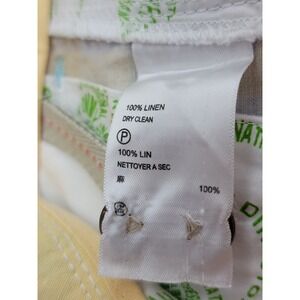 100% LINEN
DRY CLEAN
P
100% LIN
NETTOYER A SEC
麻
100%